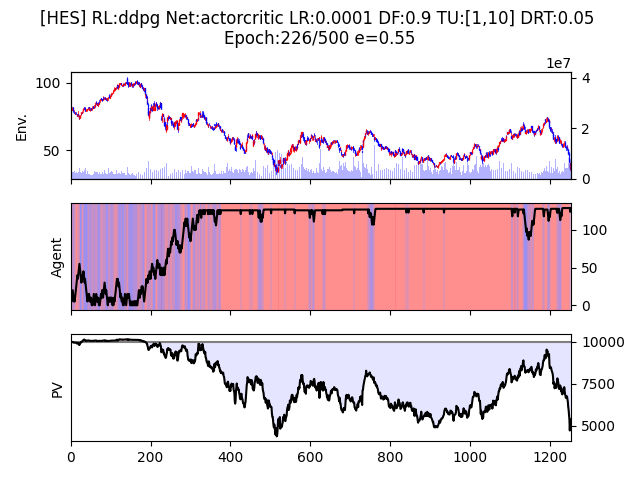 [HES] RL:ddpg Net:actorcritic LR:0.0001 DF:0.9 TU:[1,10] DRT:0.05
Epoch:226/500 e=0.55
1e7
100
50
Env.
4
2
0
Agent
100
50
0
PV
10000
7500
5000
0 200 400 600 800 1000 1200